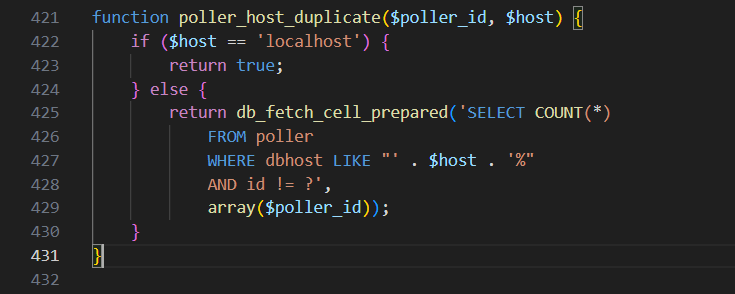 421 function poller_host_duplicate($poller_id, $host) {
422     if ($host == 'localhost') {
423         return true;
424     } else {
425         return db_fetch_cell_prepared('SELECT COUNT(*)
426             FROM poller
427             WHERE dbhost LIKE "' . $host . '%"
428             AND id != ?',
429             array($poller_id));
430     }
431 }
432